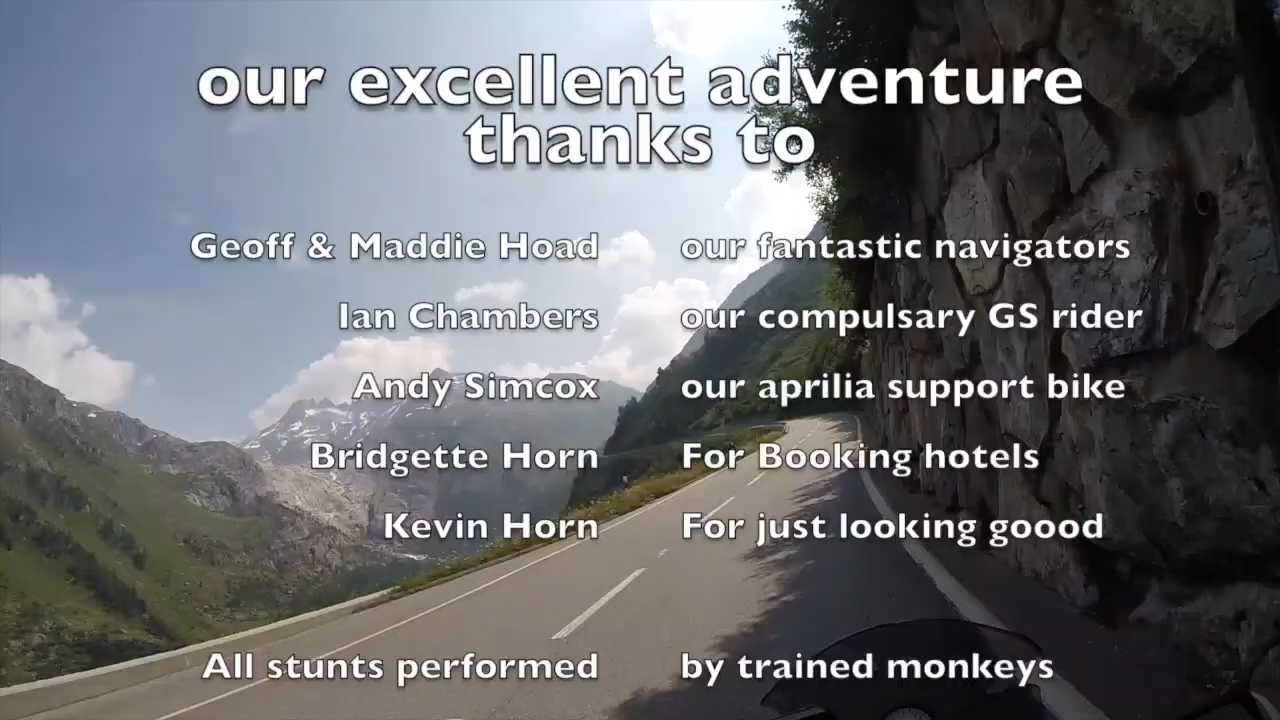 our excellent adventure
thanks to
Geoff & Maddie Hoad our fantastic navigators
Ian Chambers our compulsary GS rider
Andy Simcox our aprilia support bike
Bridgette Horn For Booking hotels
Kevin Horn For just looking goood
All stunts performed by trained monkeys